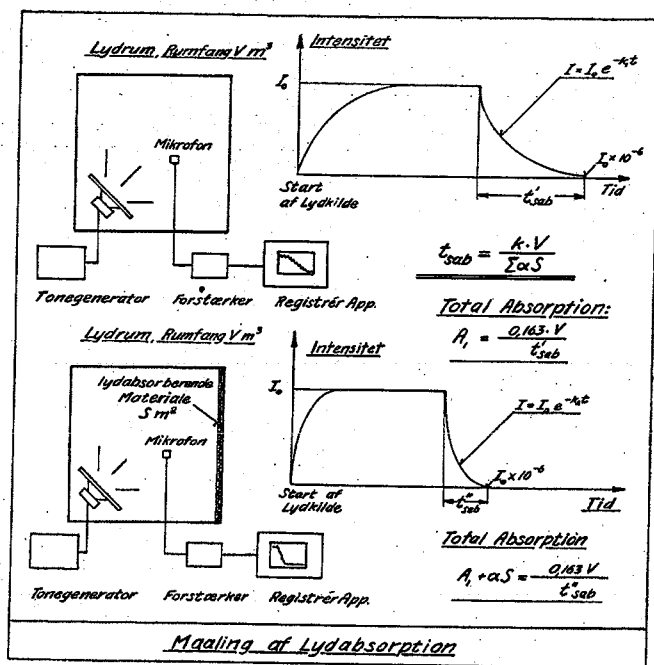 Lydrum, Rumfang V m³
Mikrofon
Tonegenerator
Forstærker
Registrér App.
Intensitet
I₀
I = I₀ e^{-k₁t}
I₀ × 10⁻⁶
Start
af Lydkilde
t'sab
Tid
tsab = k·V / ΣαS
Total Absorption:
A₁ = 0,163·V / t'sab
Lydrum, Rumfang V m³
lydabsorberende
Materiale
S m²
Mikrofon
Tonegenerator
Forstærker
Registrér App.
Intensitet
I₀
I = I₀ e^{-k₂t}
I₀ × 10⁻⁶
Start af
Lydkilde
t"sab
Tid
Total Absorption
A₁ + αS = 0,163 V / t"sab
Maaling af Lydabsorption